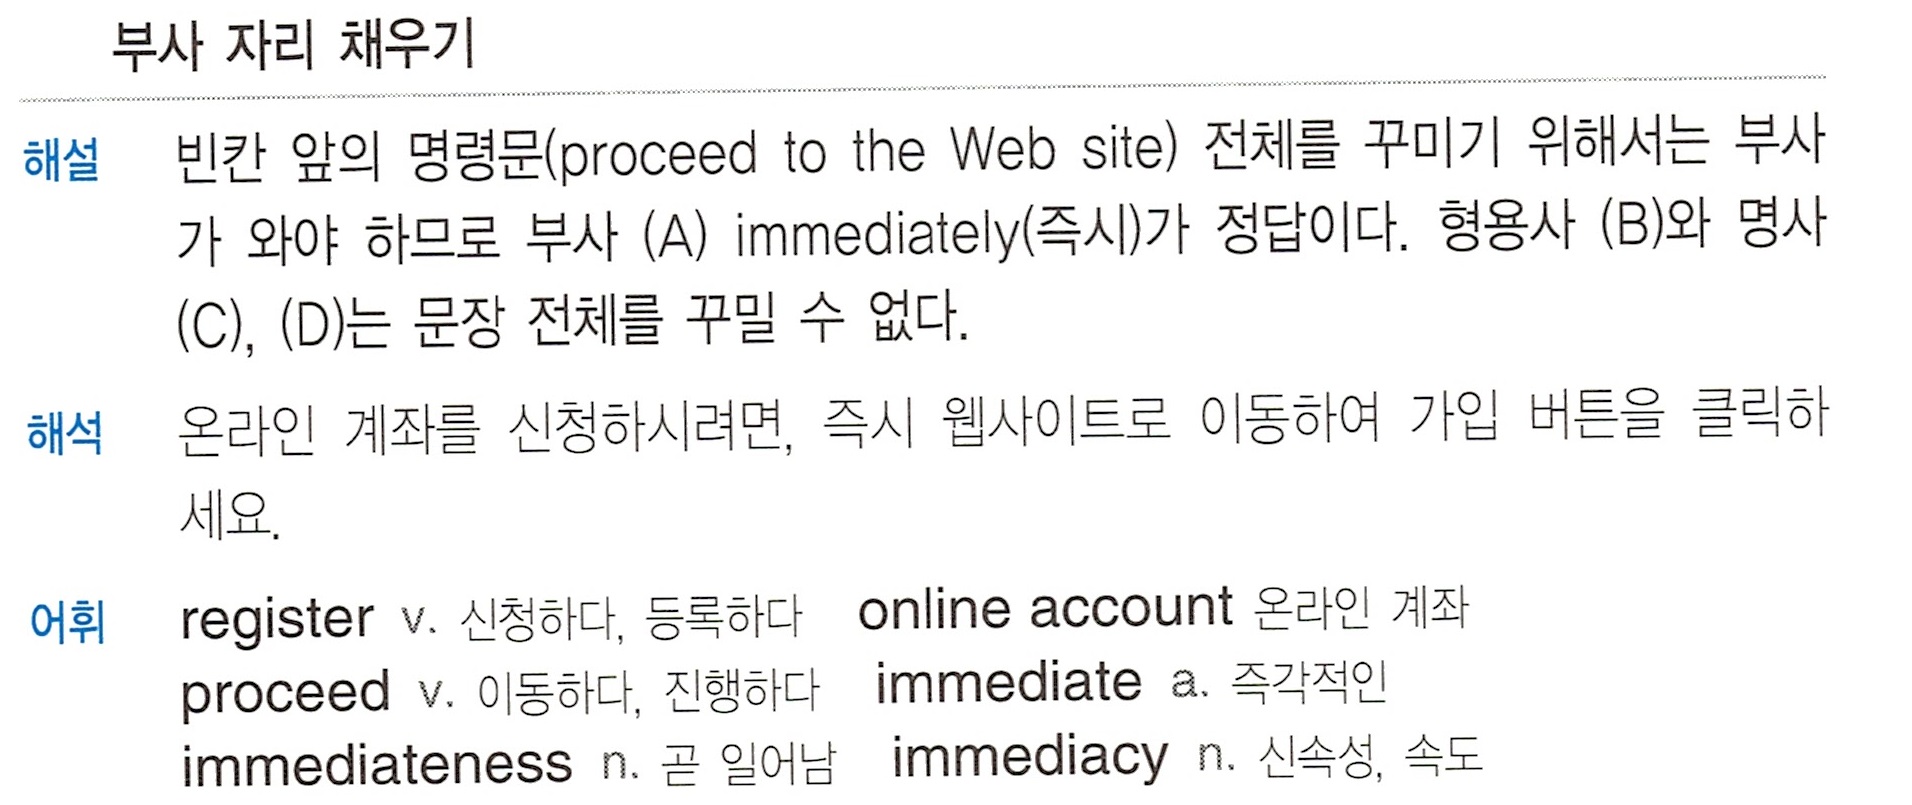 부사 자리 채우기
해설 빈칸 앞의 명령문(proceed to the Web site) 전체를 꾸미기 위해서는 부사
가 와야 하므로 부사 (A) immediately(즉시)가 정답이다. 형용사 (B)와 명사
(C), (D)는 문장 전체를 꾸밀 수 없다.
해석 온라인 계좌를 신청하시려면, 즉시 웹사이트로 이동하여 가입 버튼을 클릭하
세요.
어휘 register v. 신청하다, 등록하다 online account 온라인 계좌
proceed v. 이동하다, 진행하다 immediate a. 즉각적인
immediateness n. 곧 일어남 immediacy n. 신속성, 속도